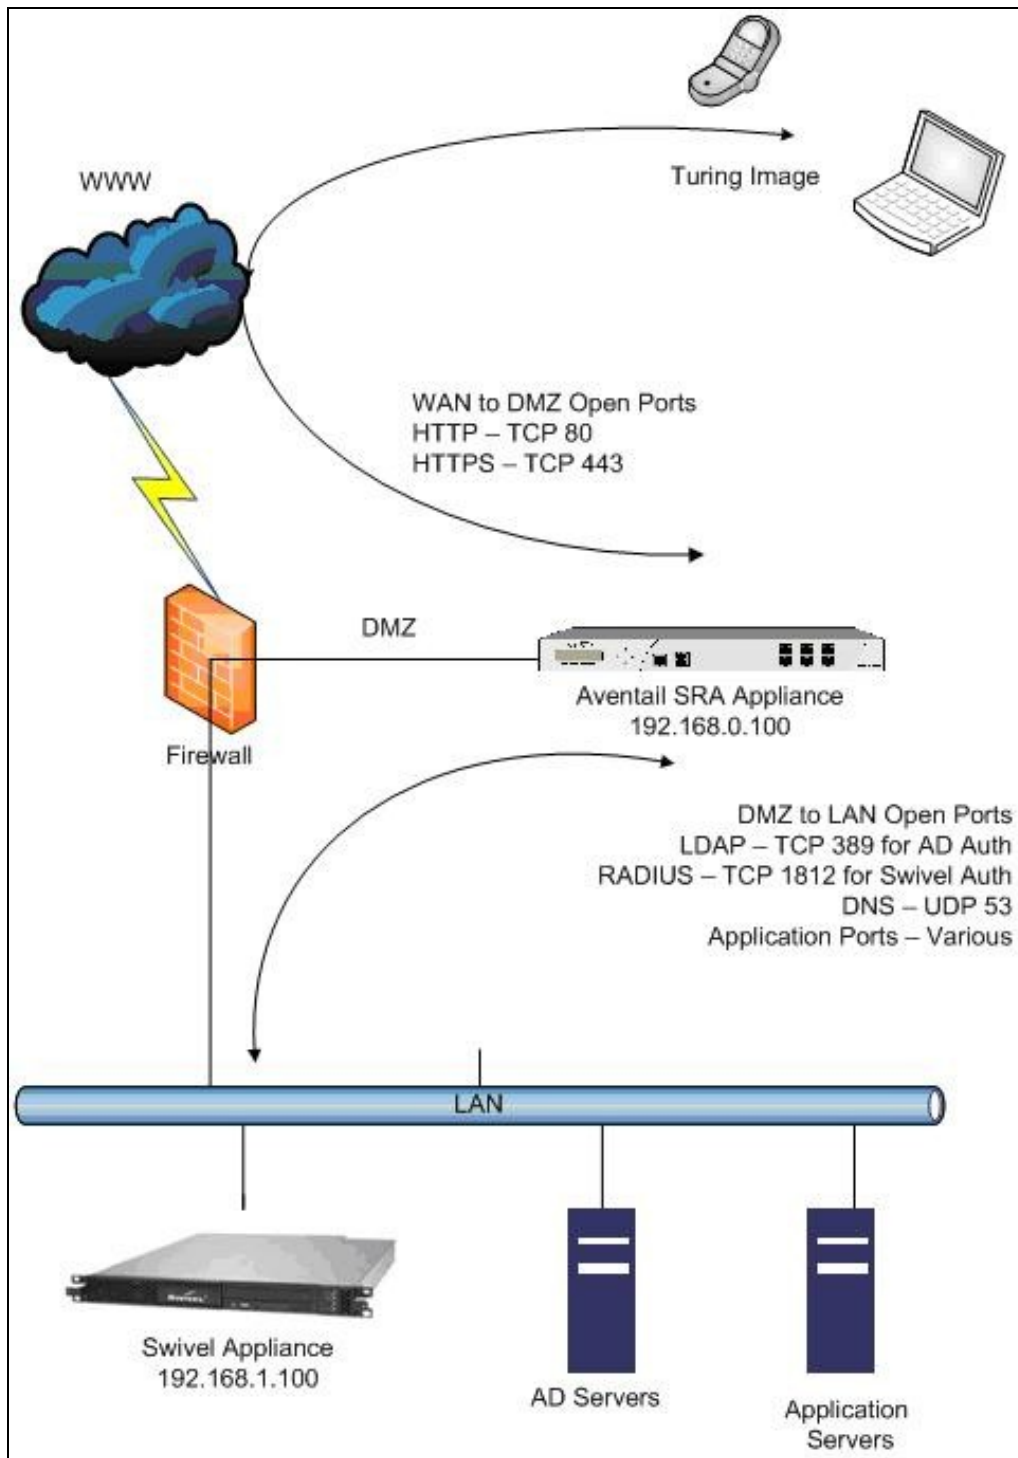 WWW
Turing Image
WAN to DMZ Open Ports
HTTP – TCP 80
HTTPS – TCP 443
DMZ
Aventail SRA Appliance
192.168.0.100
Firewall
DMZ to LAN Open Ports
LDAP – TCP 389 for AD Auth
RADIUS – TCP 1812 for Swivel Auth
DNS – UDP 53
Application Ports – Various
LAN
Swivel Appliance
192.168.1.100
AD Servers
Application
Servers